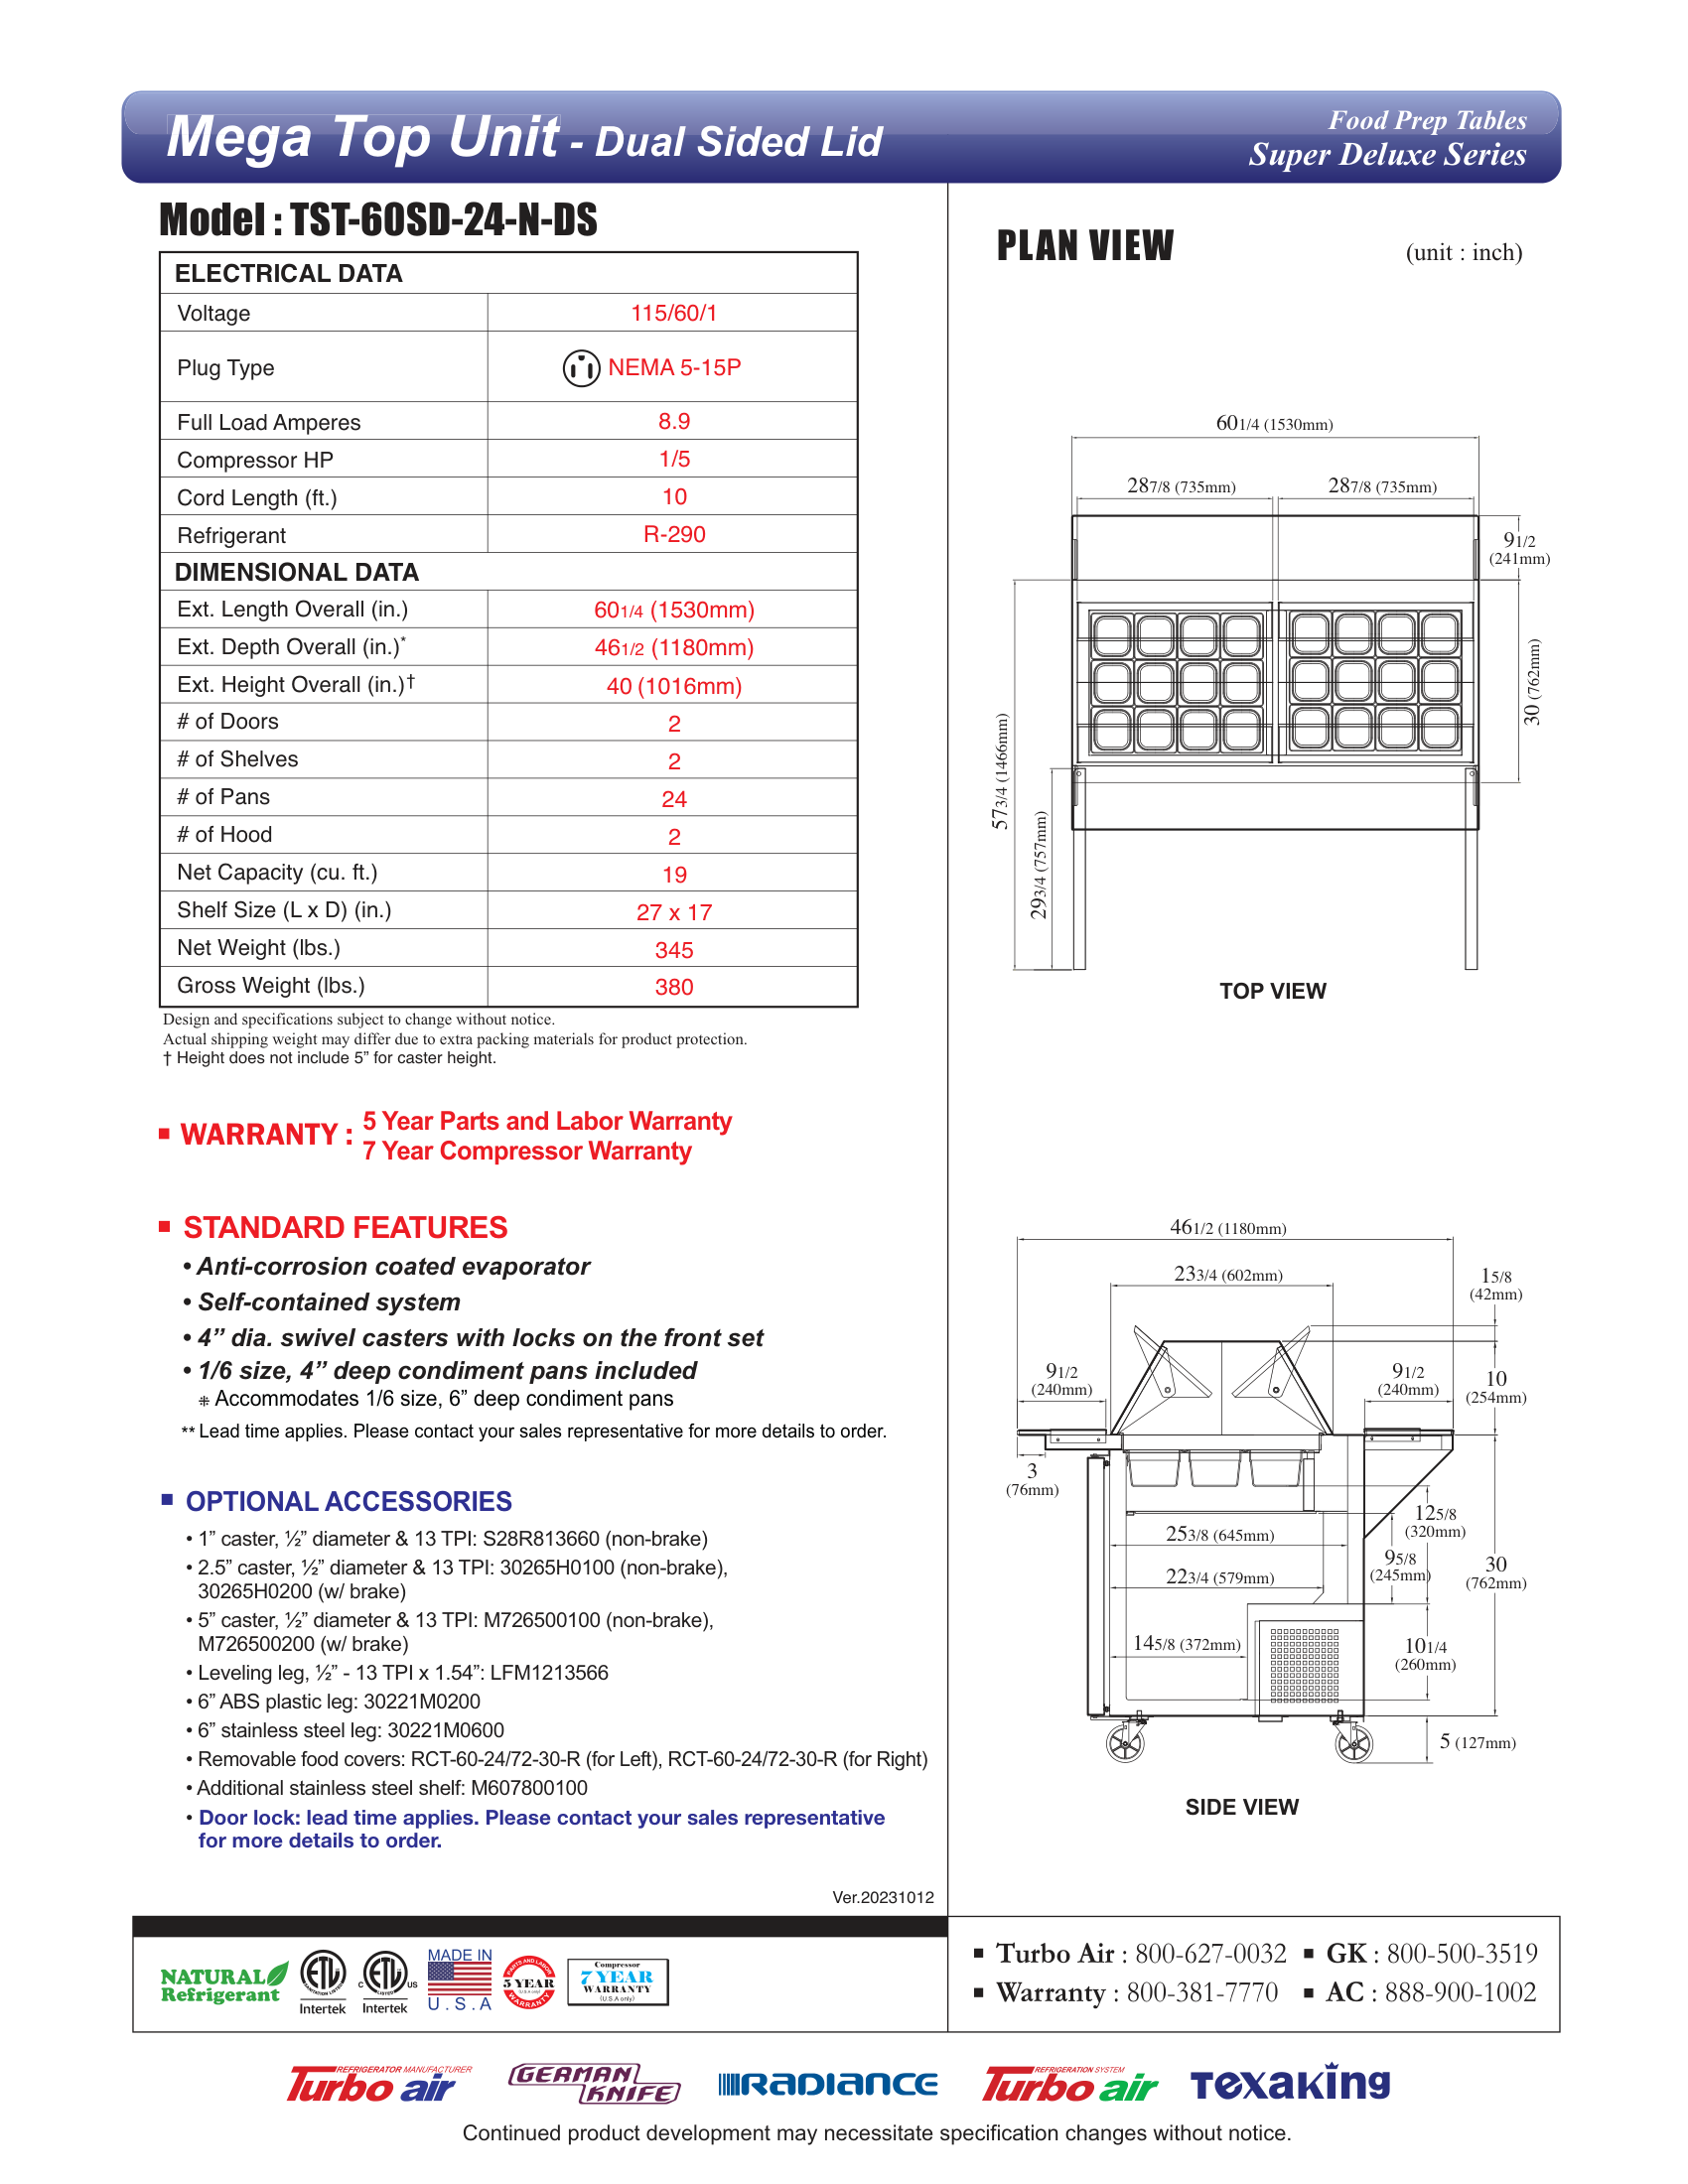 Mega Top Unit - Dual Sided Lid
Food Prep Tables
Super Deluxe Series
Model : TST-60SD-24-N-DS
ELECTRICAL DATA
Voltage 115/60/1
Plug Type NEMA 5-15P
Full Load Amperes 8.9
Compressor HP 1/5
Cord Length (ft.) 10
Refrigerant R-290
DIMENSIONAL DATA
Ext. Length Overall (in.) 60 1/4 (1530mm)
Ext. Depth Overall (in.)* 46 1/2 (1180mm)
Ext. Height Overall (in.)† 40 (1016mm)
# of Doors 2
# of Shelves 2
# of Pans 24
# of Hood 2
Net Capacity (cu. ft.) 19
Shelf Size (L x D) (in.) 27 x 17
Net Weight (lbs.) 345
Gross Weight (lbs.) 380
Design and specifications subject to change without notice.
Actual shipping weight may differ due to extra packing materials for product protection.
† Height does not include 5” for caster height.
▪ WARRANTY : 5 Year Parts and Labor Warranty
7 Year Compressor Warranty
▪ STANDARD FEATURES
• Anti-corrosion coated evaporator
• Self-contained system
• 4” dia. swivel casters with locks on the front set
• 1/6 size, 4” deep condiment pans included
⁜ Accommodates 1/6 size, 6” deep condiment pans
** Lead time applies. Please contact your sales representative for more details to order.
▪ OPTIONAL ACCESSORIES
• 1” caster, ½” diameter & 13 TPI: S28R813660 (non-brake)
• 2.5” caster, ½” diameter & 13 TPI: 30265H0100 (non-brake),
30265H0200 (w/ brake)
• 5” caster, ½” diameter & 13 TPI: M726500100 (non-brake),
M726500200 (w/ brake)
• Leveling leg, ½” - 13 TPI x 1.54”: LFM1213566
• 6” ABS plastic leg: 30221M0200
• 6” stainless steel leg: 30221M0600
• Removable food covers: RCT-60-24/72-30-R (for Left), RCT-60-24/72-30-R (for Right)
• Additional stainless steel shelf: M607800100
• Door lock: lead time applies. Please contact your sales representative
for more details to order.
Ver.20231012
PLAN VIEW
(unit : inch)
60 1/4 (1530mm)
28 7/8 (735mm)
28 7/8 (735mm)
9 1/2
(241mm)
30 (762mm)
57 3/4 (1466mm)
29 3/4 (757mm)
TOP VIEW
46 1/2 (1180mm)
23 3/4 (602mm)
1 5/8
(42mm)
9 1/2
(240mm)
9 1/2
(240mm)
10
(254mm)
3
(76mm)
12 5/8
(320mm)
25 3/8 (645mm)
9 5/8
(245mm)
30
(762mm)
22 3/4 (579mm)
14 5/8 (372mm)
10 1/4
(260mm)
5 (127mm)
SIDE VIEW
NATURAL
Refrigerant
ETL
Intertek
C ETL US
LISTED
Intertek
MADE IN
U.S.A
PARTS AND LABOR
5 YEAR
(U.S.A only)
WARRANTY
Compressor
7 YEAR
WARRANTY
(U.S.A only)
▪ Turbo Air : 800-627-0032
▪ GK : 800-500-3519
▪ Warranty : 800-381-7770
▪ AC : 888-900-1002
REFRIGERATOR MANUFACTURER
Turbo air
GERMAN
KNIFE
RADIANCE
REFRIGERATION SYSTEM
Turbo air
Texaking
Continued product development may necessitate specification changes without notice.